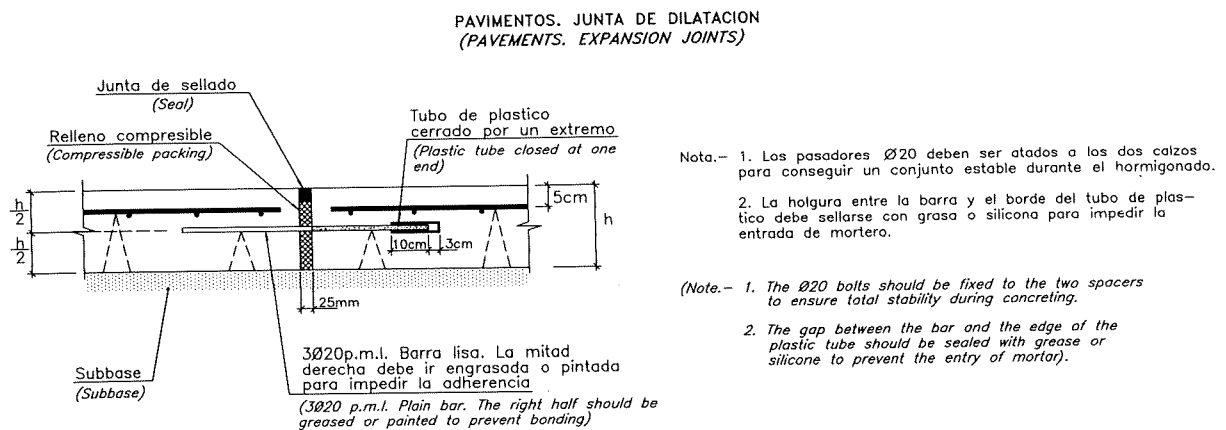 PAVIMENTOS. JUNTA DE DILATACION
(PAVEMENTS. EXPANSION JOINTS)
Junta de sellado
(Seal)
Relleno compresible
(Compressible packing)
Tubo de plastico
cerrado por un extremo
(Plastic tube closed at one
end)
h
2
h
2
5cm
h
10cm
3cm
25mm
Subbase
(Subbase)
3Ø20p.m.l. Barra lisa. La mitad
derecha debe ir engrasada o pintada
para impedir la adherencia
(3Ø20 p.m.l. Plain bar. The right half should be
greased or painted to prevent bonding)
Nota.- 1. Los pasadores Ø20 deben ser atados a los dos calzos
para conseguir un conjunto estable durante el hormigonado.
2. La holgura entre la barra y el borde del tubo de plas-
tico debe sellarse con grasa o silicona para impedir la
entrada de mortero.
(Note.- 1. The Ø20 bolts should be fixed to the two spacers
to ensure total stability during concreting.
2. The gap between the bar and the edge of the
plastic tube should be sealed with grease or
silicone to prevent the entry of mortar).